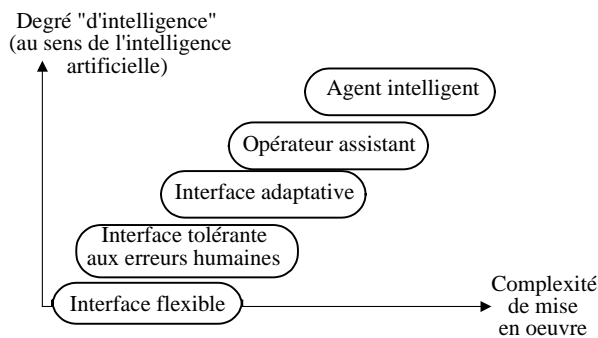 Degré "d'intelligence"
(au sens de l'intelligence
artificielle)
Agent intelligent
Opérateur assistant
Interface adaptative
Interface tolérante
aux erreurs humaines
Interface flexible
Complexité
de mise
en oeuvre